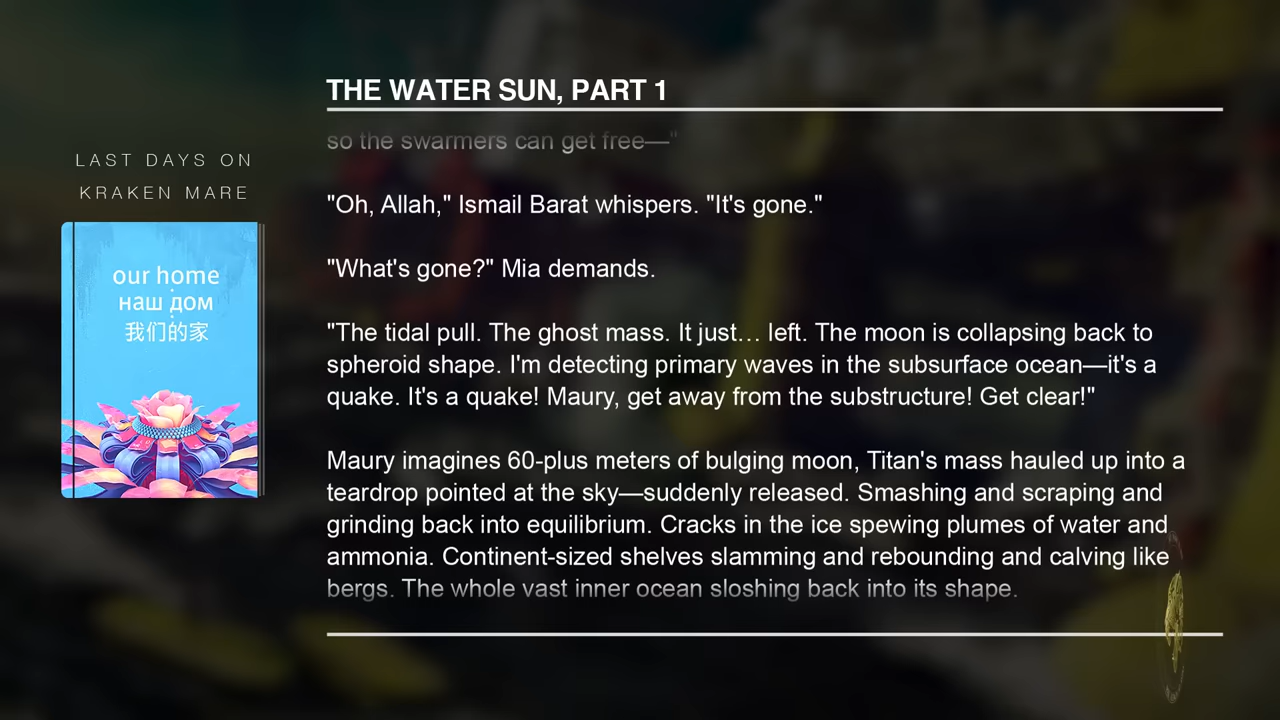 THE WATER SUN, PART 1
so the swarmers can get free—"
LAST DAYS ON
KRAKEN MARE
our home
наш дом
我们的家
"Oh, Allah," Ismail Barat whispers. "It's gone."
"What's gone?" Mia demands.
"The tidal pull. The ghost mass. It just… left. The moon is collapsing back to
spheroid shape. I'm detecting primary waves in the subsurface ocean—it's a
quake. It's a quake! Maury, get away from the substructure! Get clear!"
Maury imagines 60-plus meters of bulging moon, Titan's mass hauled up into a
teardrop pointed at the sky—suddenly released. Smashing and scraping and
grinding back into equilibrium. Cracks in the ice spewing plumes of water and
ammonia. Continent-sized shelves slamming and rebounding and calving like
bergs. The whole vast inner ocean sloshing back into its shape.